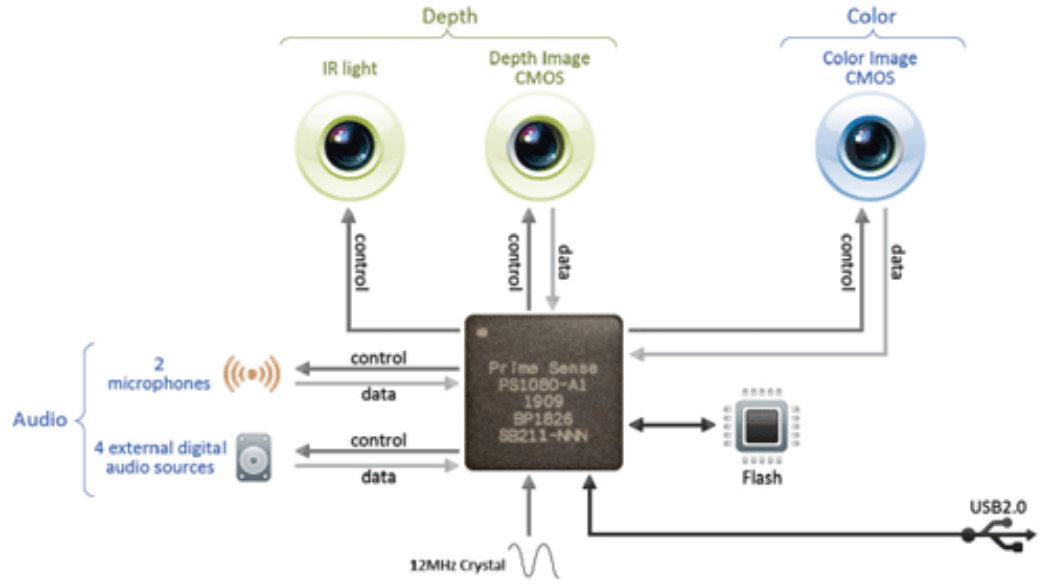 Depth
Color
IR light
Depth Image
CMOS
Color Image
CMOS
control
control
data
control
data
Audio
2
microphones
control
data
4 external digital
audio sources
control
data
Prime Sense
PS1080-A1
1909
BP1826
SB211-NNN
Flash
USB2.0
12MHz Crystal